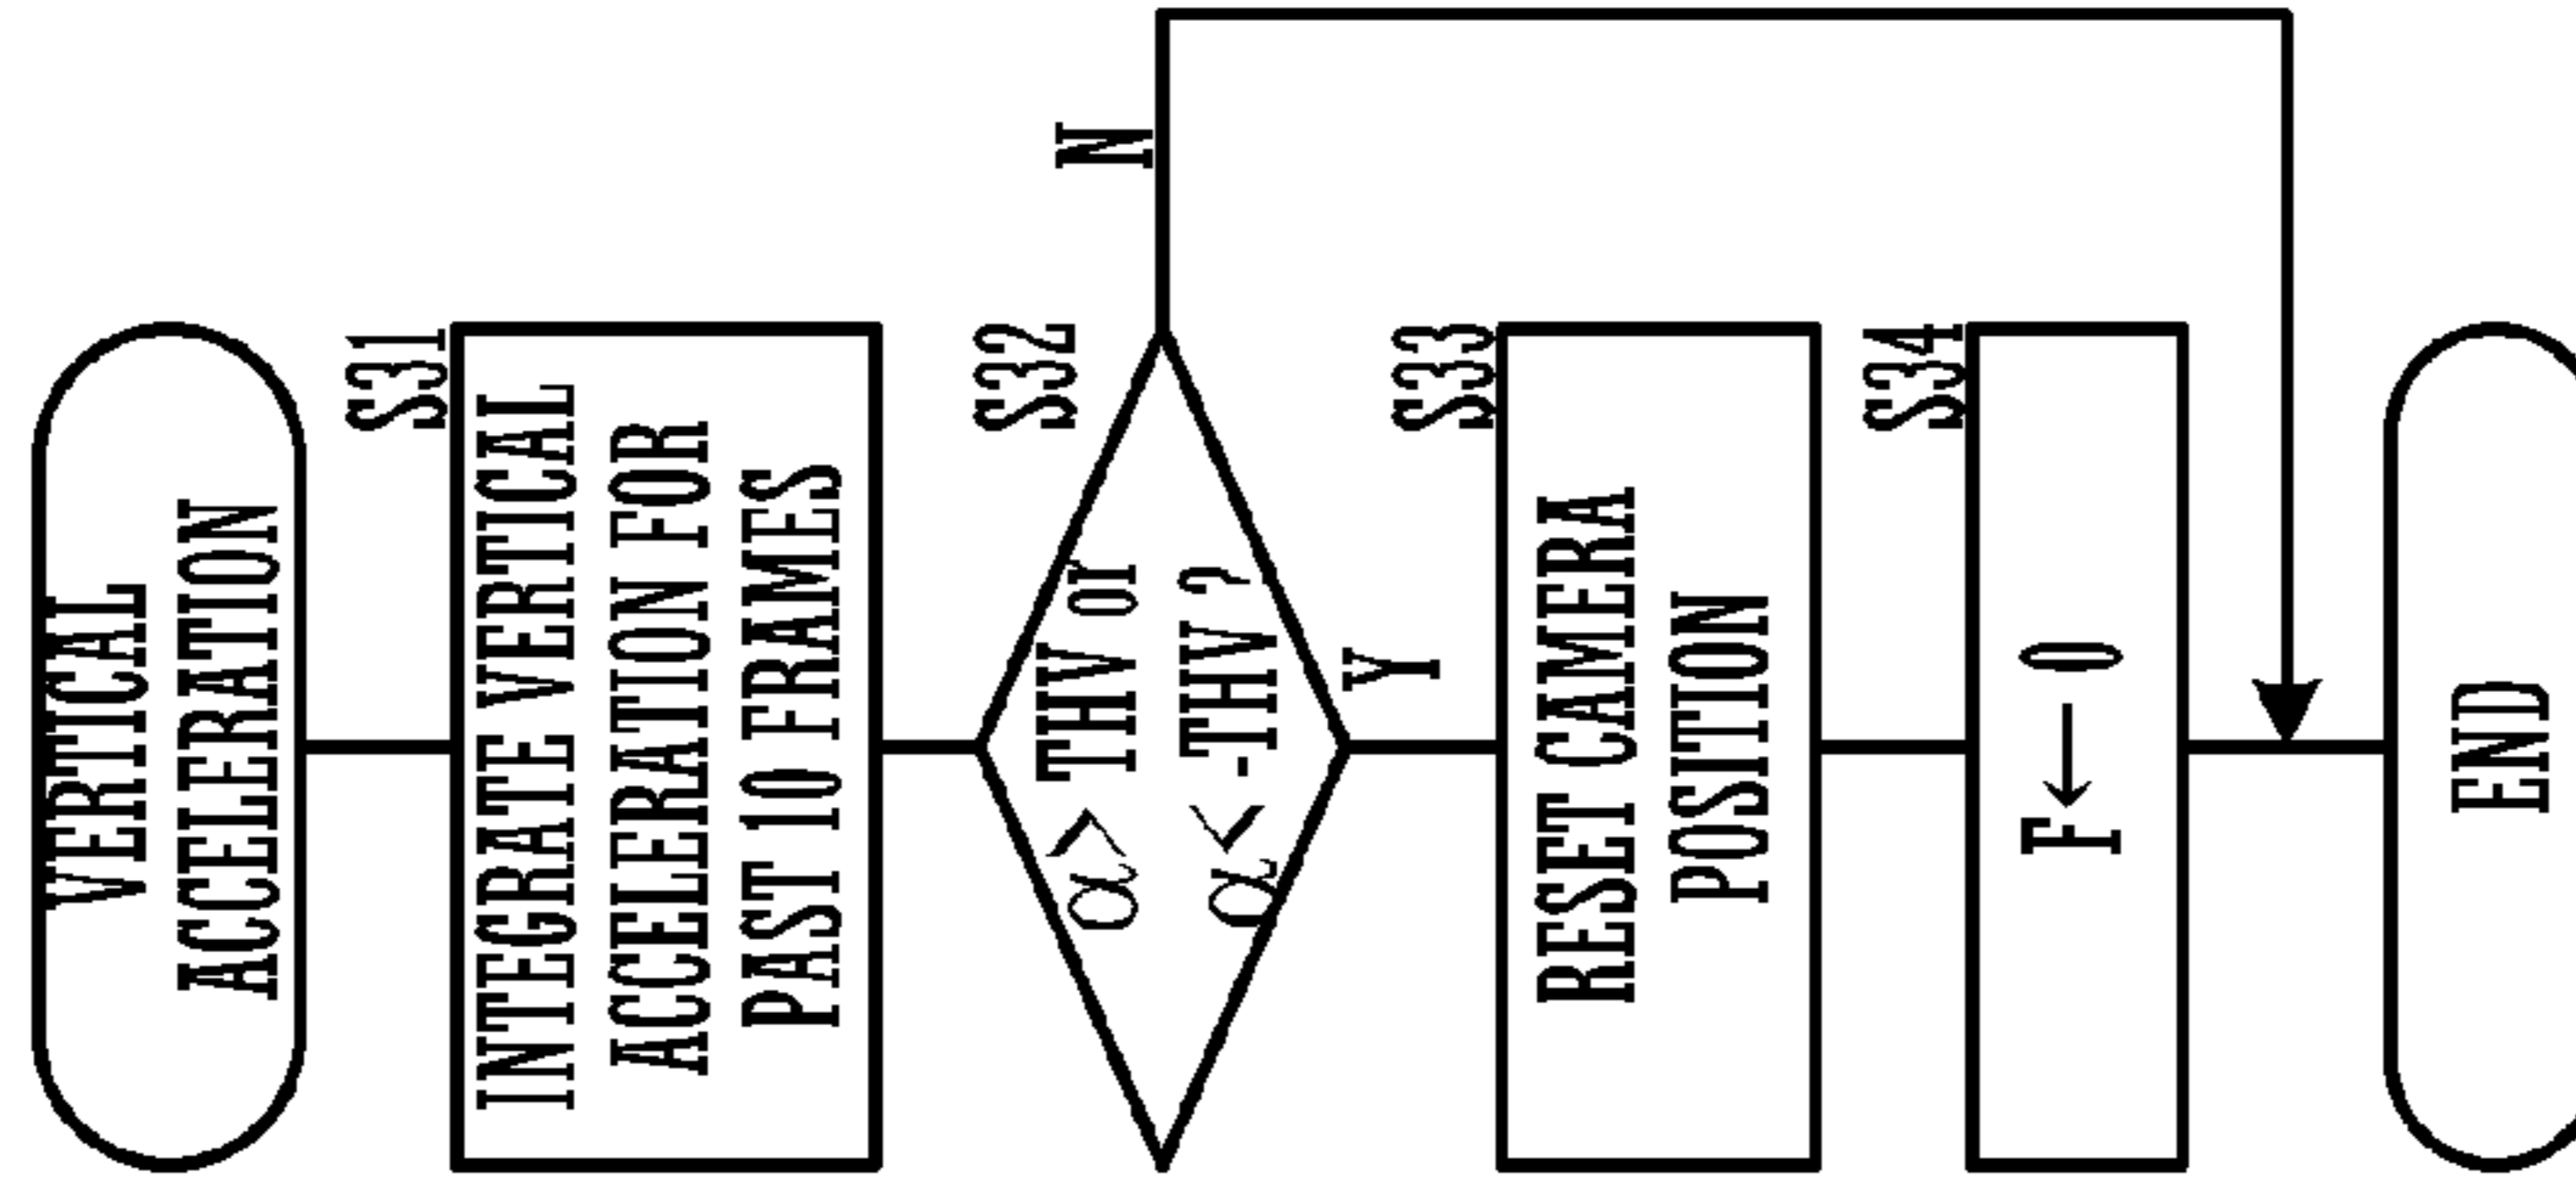 VERTICAL
ACCELERATION
S31
INTEGRATE VERTICAL
ACCELERATION FOR
PAST 10 FRAMES
S32
α> THV or
α< -THV ?
N
Y
S33
RESET CAMERA
POSITION
S34
F← 0
END